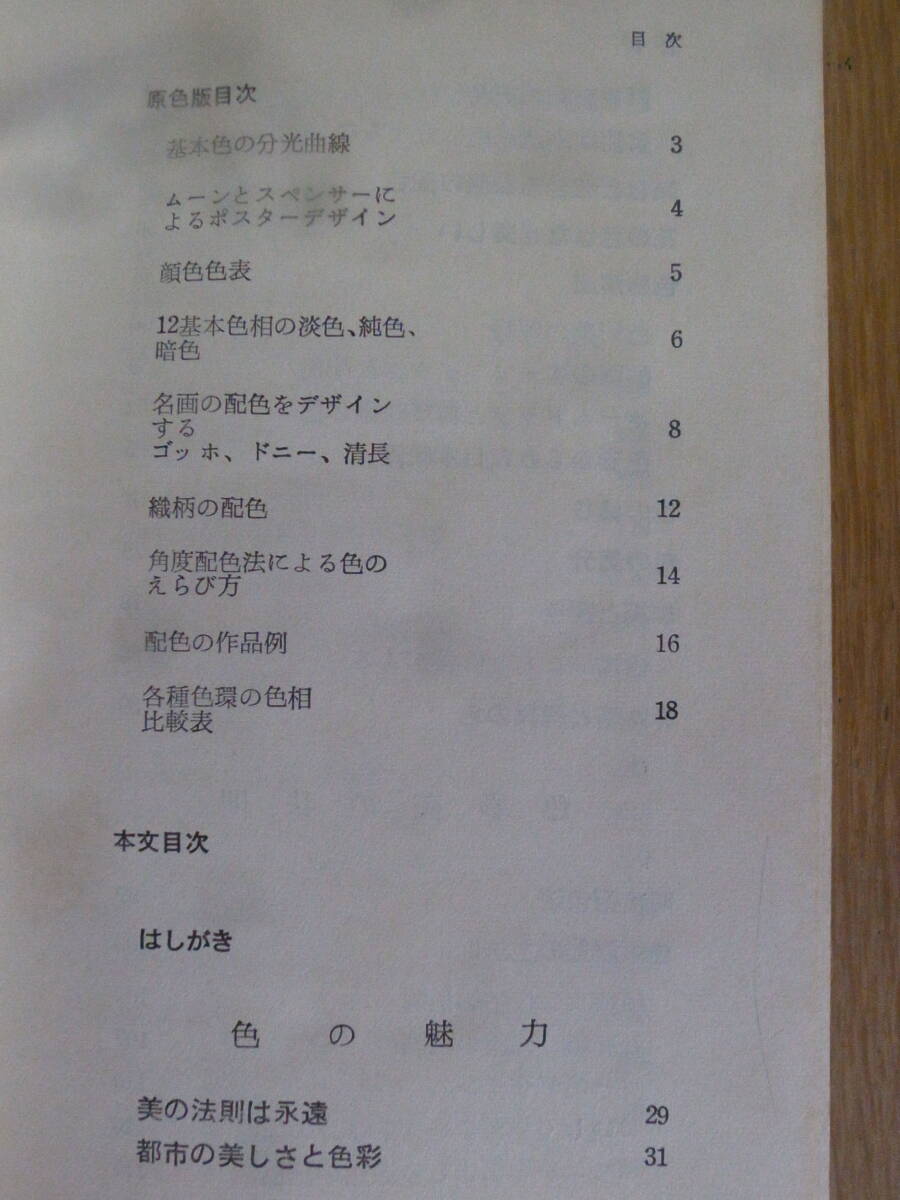 目次
原色版目次
基本色の分光曲線 3
ムーンとスペンサーに
よるポスターデザイン 4
顔色色表 5
12基本色相の淡色、純色、
暗色 6
名画の配色をデザイン
する
ゴッホ、ドニー、清長 8
織柄の配色 12
角度配色法による色の
えらび方 14
配色の作品例 16
各種色環の色相
比較表 18
本文目次
はしがき
色の魅力
美の法則は永遠 29
都市の美しさと色彩 31